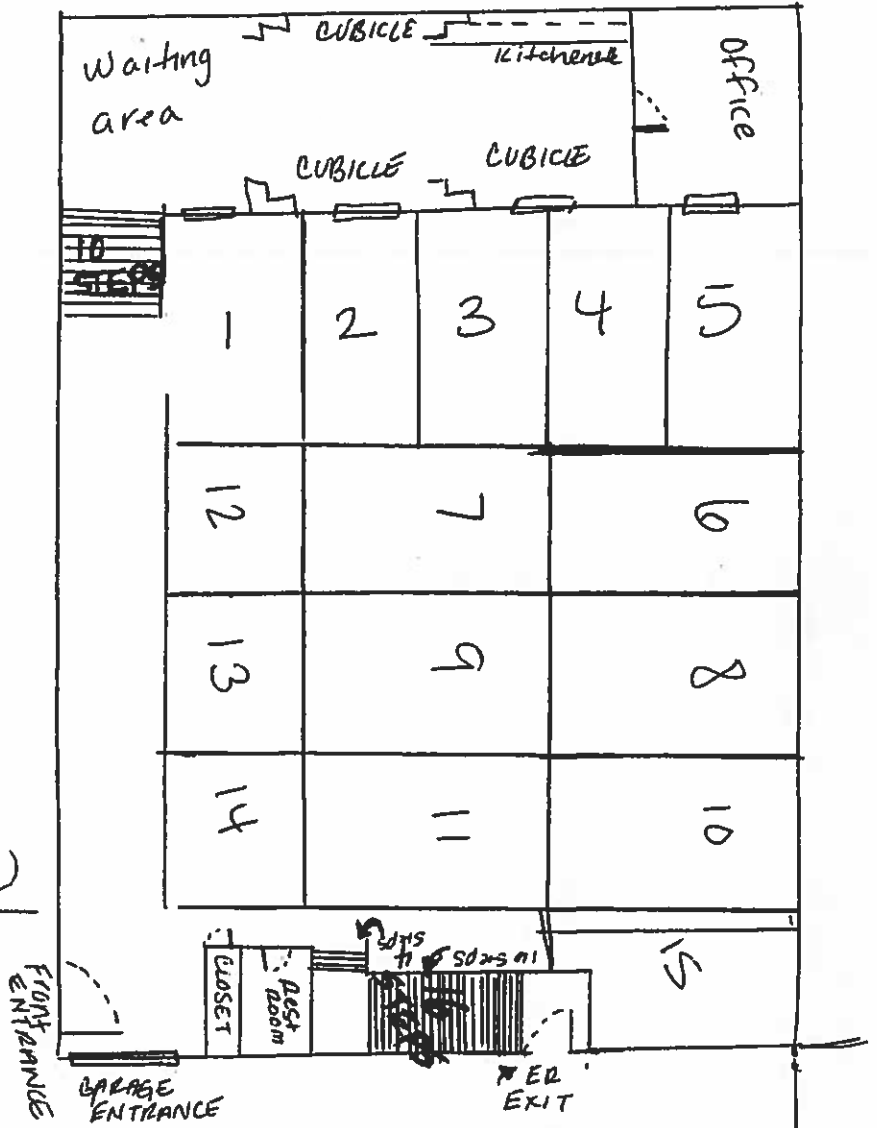 CUBICLE
Kitchenette
office
Waiting
area
CUBICLE
CUBICLE
10
STEPS
1
2
3
4
5
12
7
6
13
9
8
14
11
10
4 steps
10 steps
15
CLOSET
Rest
Room
Front
ENTRANCE
GARAGE
ENTRANCE
ER
EXIT